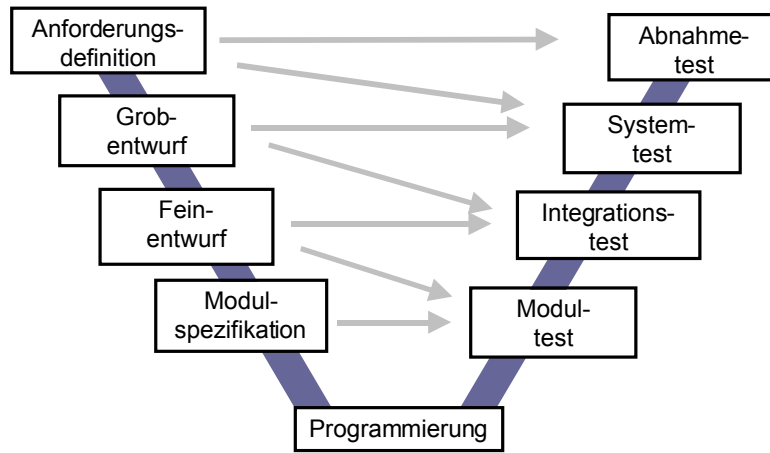 Anforderungs-
definition
Abnahme-
test
Grob-
entwurf
System-
test
Fein-
entwurf
Integrations-
test
Modul-
spezifikation
Modul-
test
Programmierung